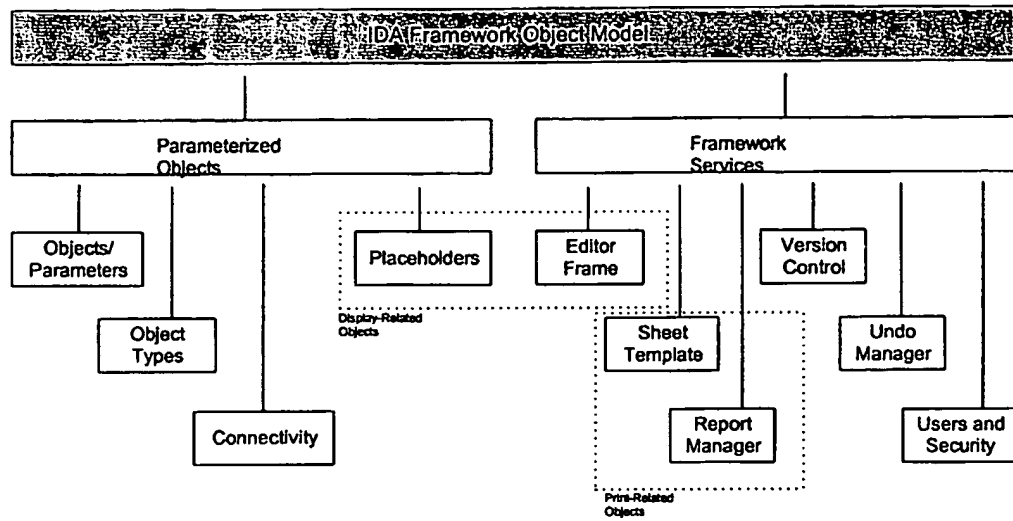 IDA Framework Object Model
Parameterized
Objects
Framework
Services
Objects/
Parameters
Placeholders
Editor
Frame
Version
Control
Display-Related
Objects
Object
Types
Sheet
Template
Undo
Manager
Connectivity
Report
Manager
Users and
Security
Print-Related
Objects